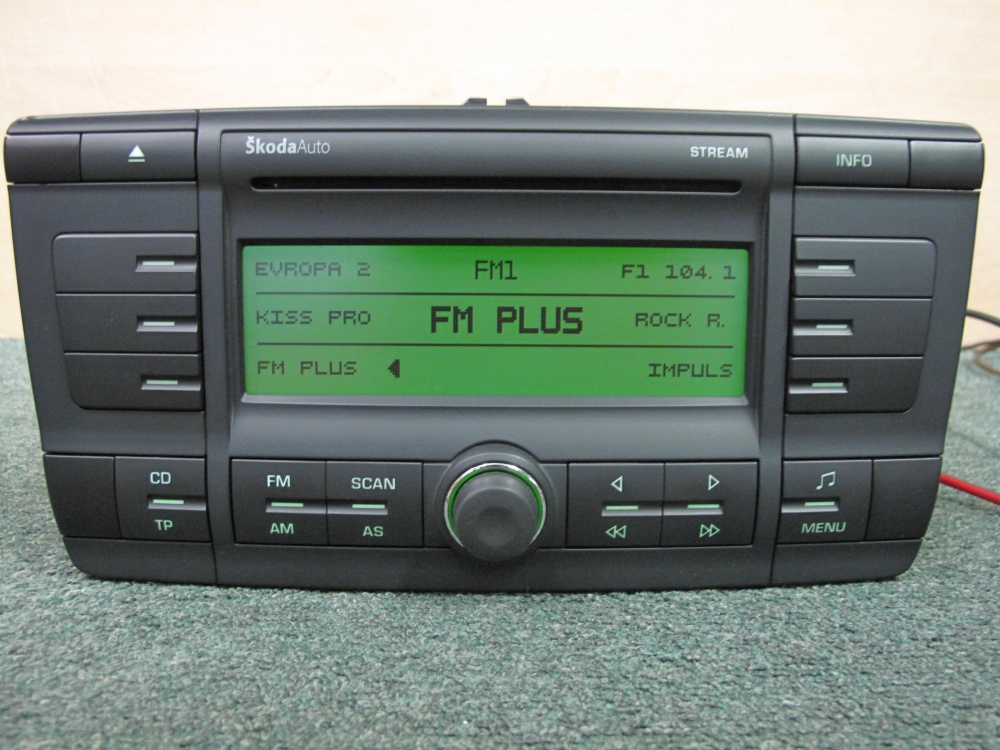 ŠkodaAuto STREAM INFO
EVROPA 2 FM1 F1 104.1
KISS PRO FM PLUS ROCK R.
FM PLUS IMPULS
CD FM SCAN
TP AM AS MENU